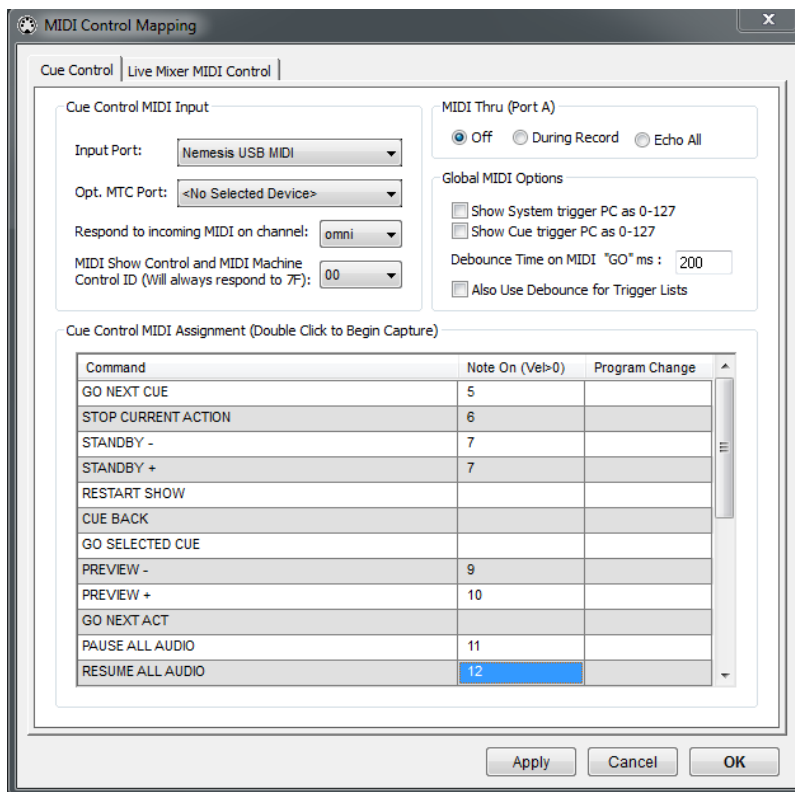 MIDI Control Mapping
x
Cue Control
Live Mixer MIDI Control
Cue Control MIDI Input
Input Port: Nemesis USB MIDI
Opt. MTC Port: <No Selected Device>
Respond to incoming MIDI on channel: omni
MIDI Show Control and MIDI Machine
Control ID (Will always respond to 7F): 00
MIDI Thru (Port A)
Off During Record Echo All
Global MIDI Options
Show System trigger PC as 0-127
Show Cue trigger PC as 0-127
Debounce Time on MIDI "GO" ms : 200
Also Use Debounce for Trigger Lists
Cue Control MIDI Assignment (Double Click to Begin Capture)
Command Note On (Vel>0) Program Change
GO NEXT CUE 5
STOP CURRENT ACTION 6
STANDBY - 7
STANDBY + 7
RESTART SHOW
CUE BACK
GO SELECTED CUE
PREVIEW - 9
PREVIEW + 10
GO NEXT ACT
PAUSE ALL AUDIO 11
RESUME ALL AUDIO 12
Apply Cancel OK